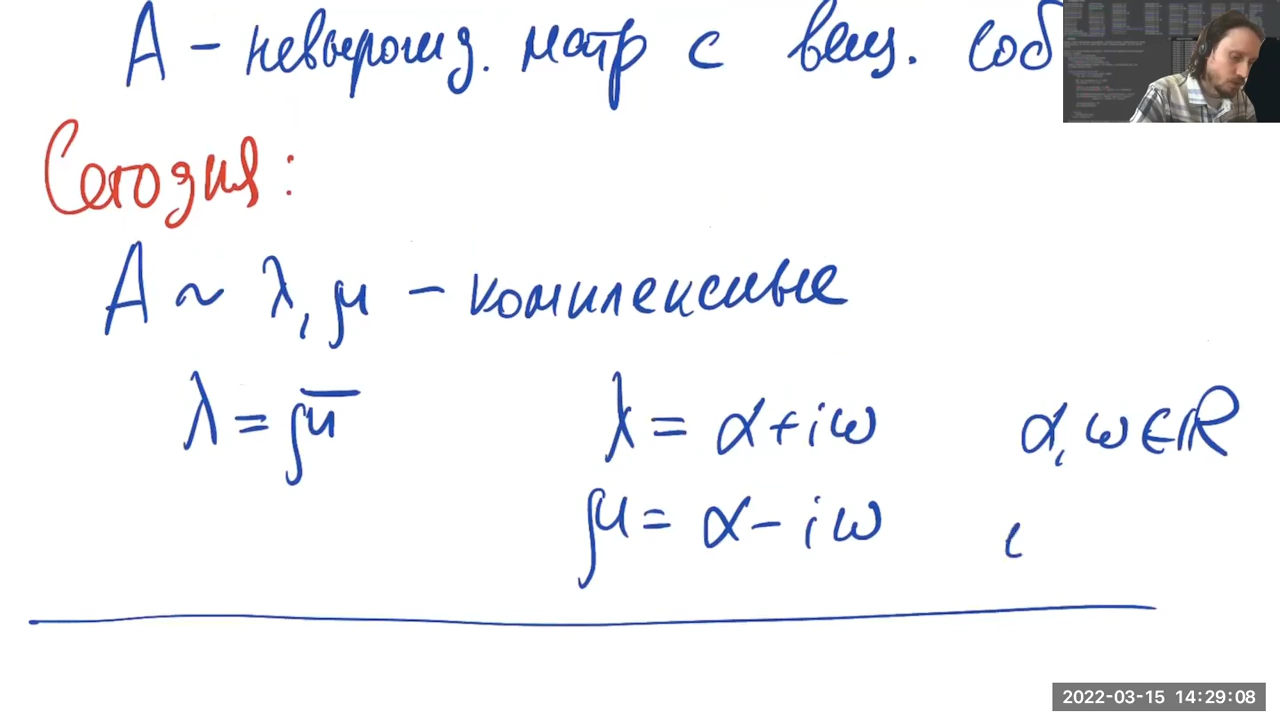 A – невырожд. матр с вещ. соб
Сегодня:
A ~ λ, μ – комплексные
λ = μ̅ λ = α + iω α, ω ∈ ℝ
μ = α – iω
2022-03-15 14:29:08